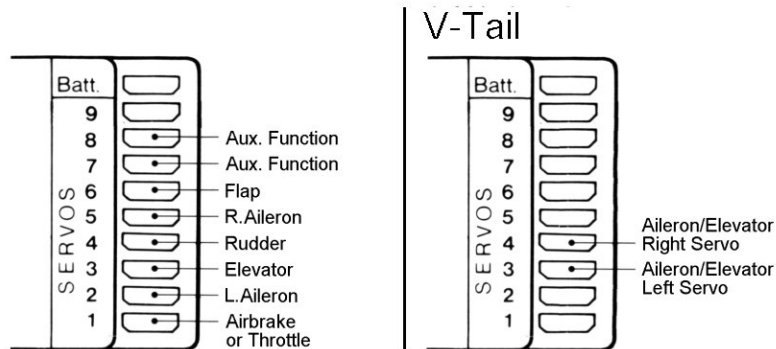 V-Tail
Batt.
9
8 Aux. Function
7 Aux. Function
6 Flap
5 R.Aileron
4 Rudder
3 Elevator
2 L.Aileron
1 Airbrake
or Throttle
SERVOS
Batt.
9
8
7
6
5
4 Aileron/Elevator
Right Servo
3 Aileron/Elevator
Left Servo
2
1
SERVOS